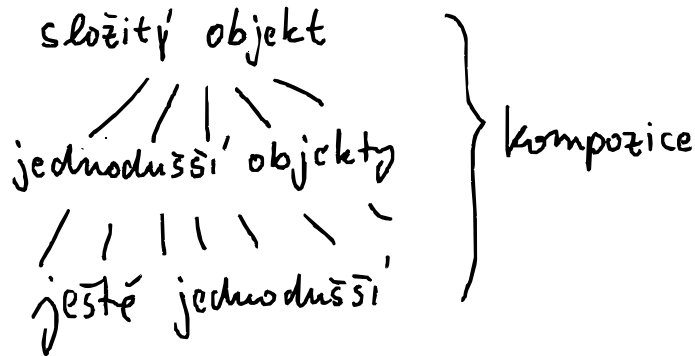 složitý objekt
jednodušší objekty
kompozice
ještě jednodušší